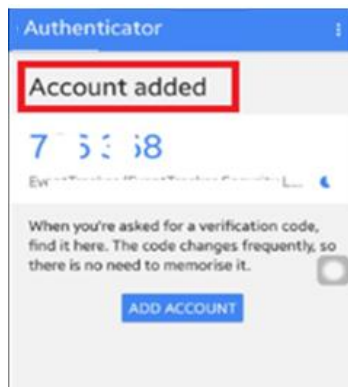 Authenticator
Account added
When you're asked for a verification code,
find it here. The code changes frequently, so
there is no need to memorise it.
ADD ACCOUNT